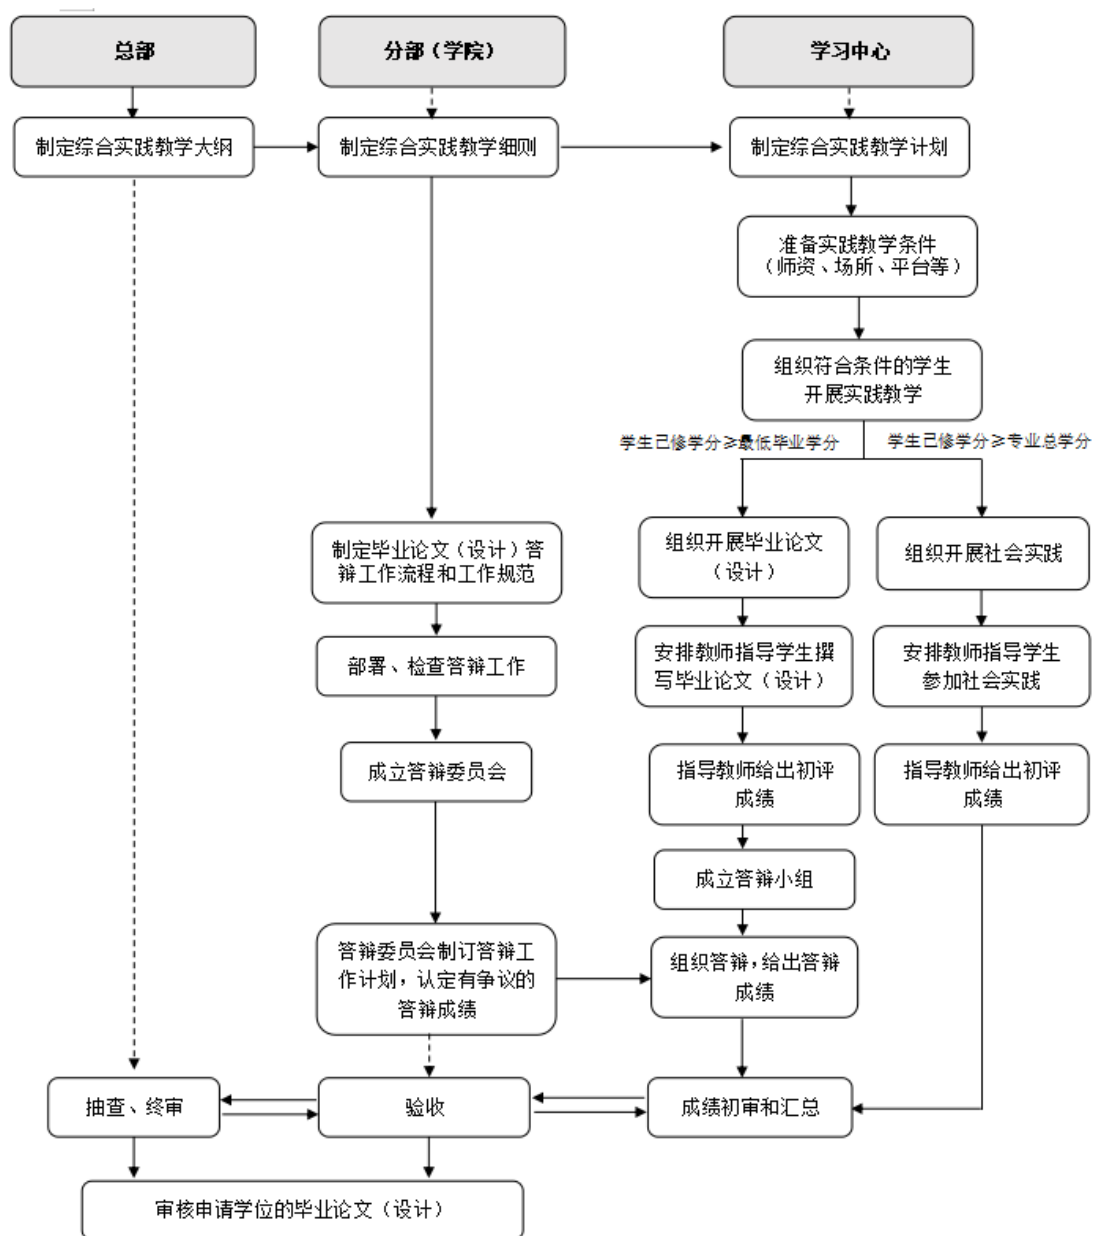 总部
分部（学院）
学习中心
制定综合实践教学大纲
制定综合实践教学细则
制定综合实践教学计划
准备实践教学条件
（师资、场所、平台等）
组织符合条件的学生
开展实践教学
学生已修学分≥最低毕业学分
学生已修学分≥专业总学分
制定毕业论文（设计）答
辩工作流程和工作规范
组织开展毕业论文
（设计）
组织开展社会实践
部署、检查答辩工作
安排教师指导学生撰
写毕业论文（设计）
安排教师指导学生
参加社会实践
成立答辩委员会
指导教师给出初评
成绩
指导教师给出初评
成绩
成立答辩小组
答辩委员会制订答辩工
作计划，认定有争议的
答辩成绩
组织答辩，给出答辩
成绩
抽查、终审
验收
成绩初审和汇总
审核申请学位的毕业论文（设计）